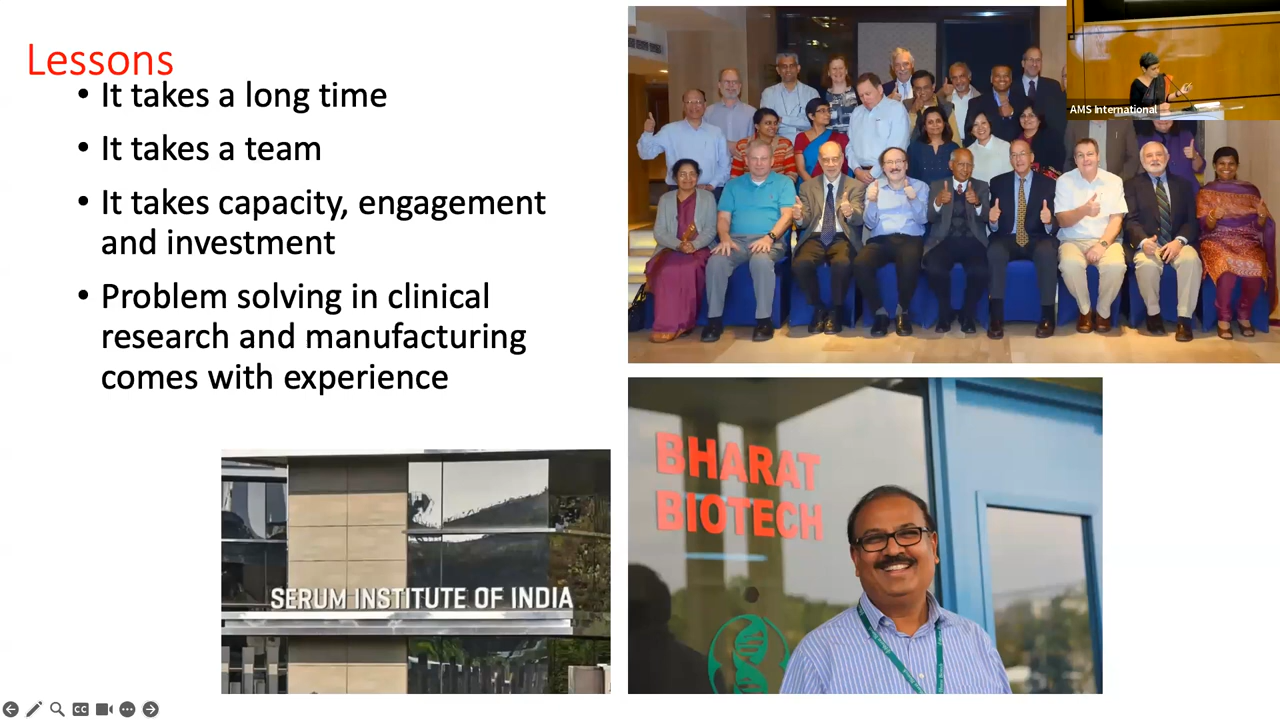 Lessons
• It takes a long time
• It takes a team
• It takes capacity, engagement
and investment
• Problem solving in clinical
research and manufacturing
comes with experience
AMS International
SERUM INSTITUTE OF INDIA
BHARAT
BIOTECH
CC